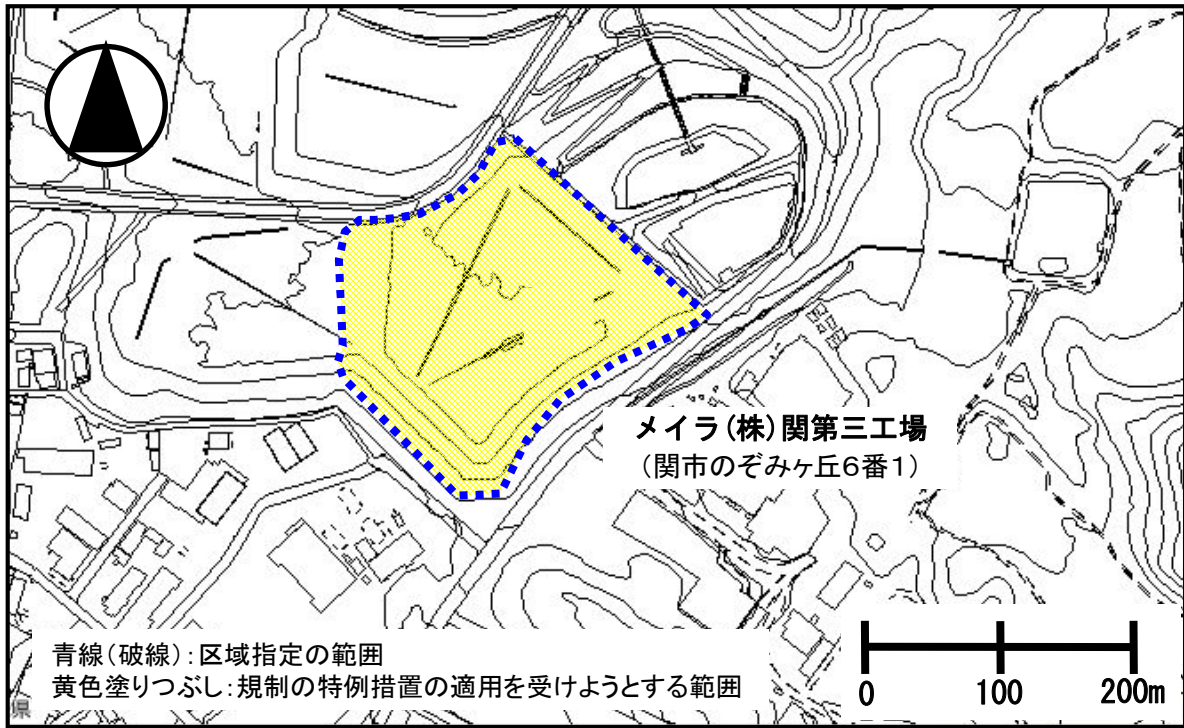 メイラ(株)関第三工場
(関市のぞみヶ丘6番1)
青線(破線):区域指定の範囲
黄色塗りつぶし:規制の特例措置の適用を受けようとする範囲
0 100 200m
県